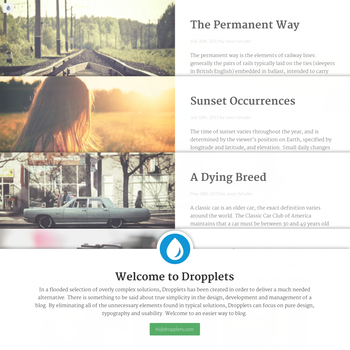 The Permanent Way
The permanent way is the elements of railway lines:
generally the pairs of rails typically laid on the ties (sleepers
in British English) embedded in ballast, intended to carry
Sunset Occurrences
The time of sunset varies throughout the year, and is
determined by the viewer's position on Earth, specified by
longitude and latitude, and elevation. Small daily changes
A Dying Breed
A classic car is an older car, the exact definition varies
around the world. The Classic Car Club of America
maintains that a car must be between 30 and 49 years old
Welcome to Dropplets
In a flooded selection of overly complex solutions, Dropplets has been created in order to deliver a much needed
alternative. There is something to be said about true simplicity in the design, development and management of a
blog. By eliminating all of the unnecessary elements found in typical solutions, Dropplets can focus on pure design,
typography and usability. Welcome to an easier way to blog.